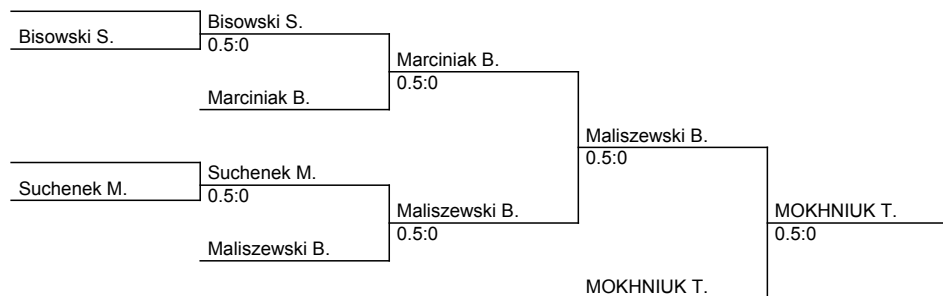 Bisowski S.
Bisowski S.
0.5:0
Marciniak B.
Marciniak B.
0.5:0
Maliszewski B.
0.5:0
Suchenek M.
Suchenek M.
0.5:0
Maliszewski B.
Maliszewski B.
0.5:0
MOKHNIUK T.
MOKHNIUK T.
0.5:0